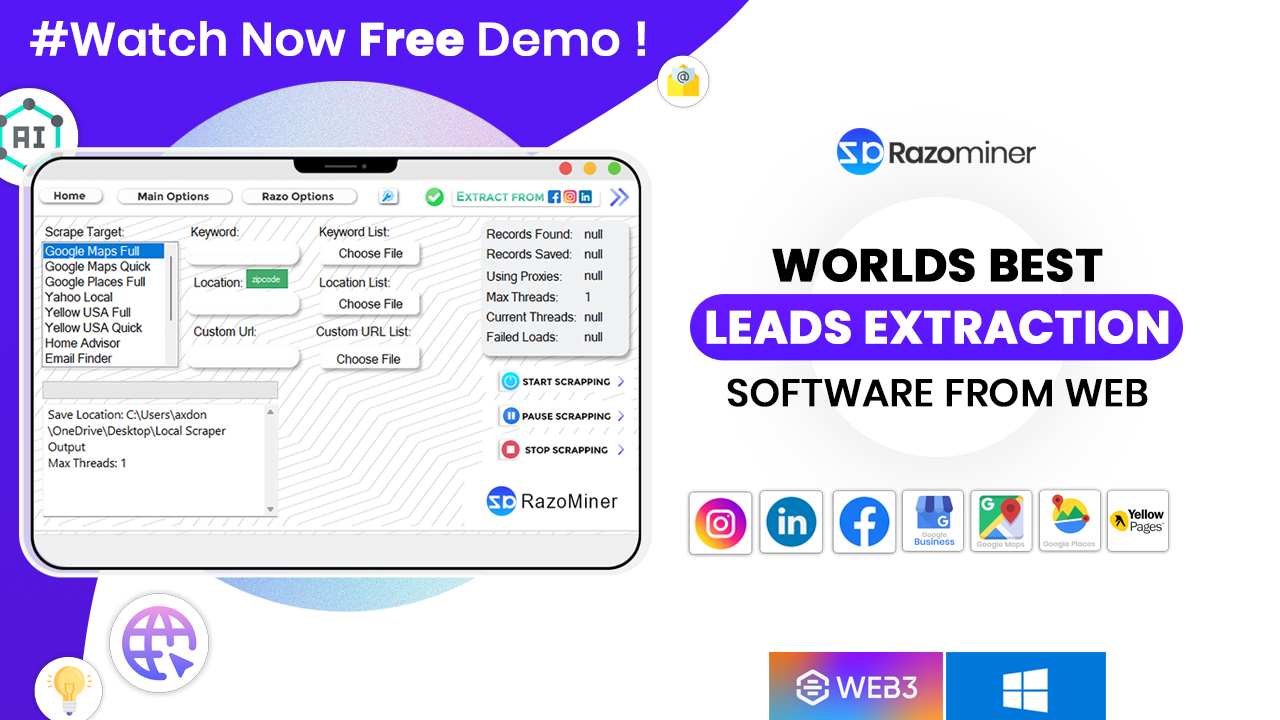 #Watch Now Free Demo !
@
AI
Home
Main Options
Razo Options
EXTRACT FROM
Scrape Target:
Google Maps Full
Google Maps Quick
Google Places Full
Yahoo Local
Yellow USA Full
Yellow USA Quick
Home Advisor
Email Finder
Keyword:
Location: zipcode
Custom Url:
Keyword List:
Choose File
Location List:
Choose File
Custom URL List:
Choose File
Records Found: null
Records Saved: null
Using Proxies: null
Max Threads: 1
Current Threads: null
Failed Loads: null
START SCRAPPING
PAUSE SCRAPPING
STOP SCRAPPING
Save Location: C:\Users\axdon
\OneDrive\Desktop\Local Scraper
Output
Max Threads: 1
RazoMiner
Razominer
WORLDS BEST
LEADS EXTRACTION
SOFTWARE FROM WEB
in
f
G
Google
Business
G
Google Maps
Google Places
Yellow
Pages
WEB3